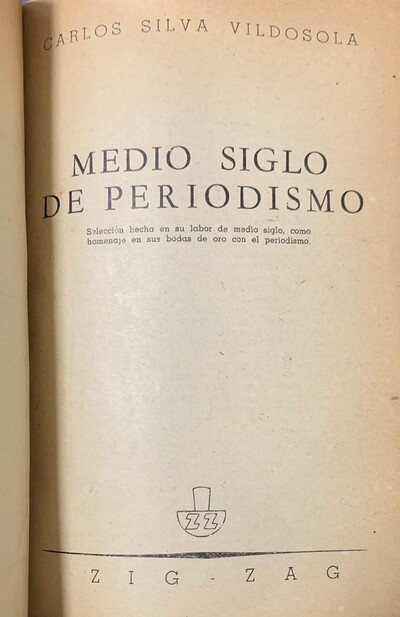 CARLOS SILVA VILDOSOLA
MEDIO SIGLO
DE PERIODISMO
Selección hecha en su labor de medio siglo, como
homenaje en sus bodas de oro con el periodismo.
ZZ
ZIG-ZAG